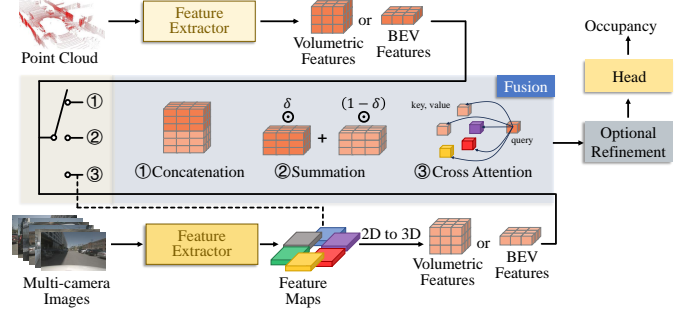 Point Cloud
Feature
Extractor
Volumetric
Features
or
BEV
Features
Occupancy
Head
Optional
Refinement
Fusion
①
②
③
①Concatenation
δ
⊙
+
(1 − δ)
⊙
②Summation
key, value
query
③Cross Attention
Multi-camera
Images
Feature
Extractor
Feature
Maps
2D to 3D
Volumetric
Features
or
BEV
Features